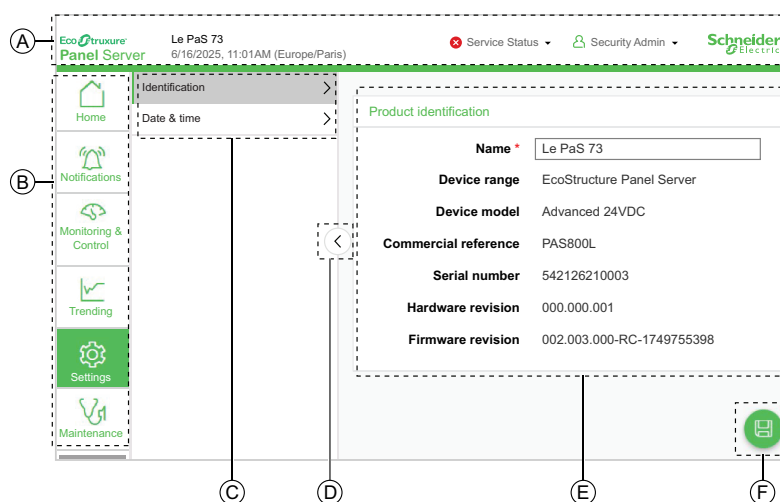 A
EcoStruxure
Panel Server
Le PaS 73
6/16/2025, 11:01AM (Europe/Paris)
Service Status
Security Admin
Schneider
Electric
B
Home
Notifications
Monitoring &
Control
Trending
Settings
Maintenance
Identification
Date & time
Product identification
Name *
Le PaS 73
Device range
EcoStructure Panel Server
Device model
Advanced 24VDC
Commercial reference
PAS800L
Serial number
542126210003
Hardware revision
000.000.001
Firmware revision
002.003.000-RC-1749755398
C
D
E
F